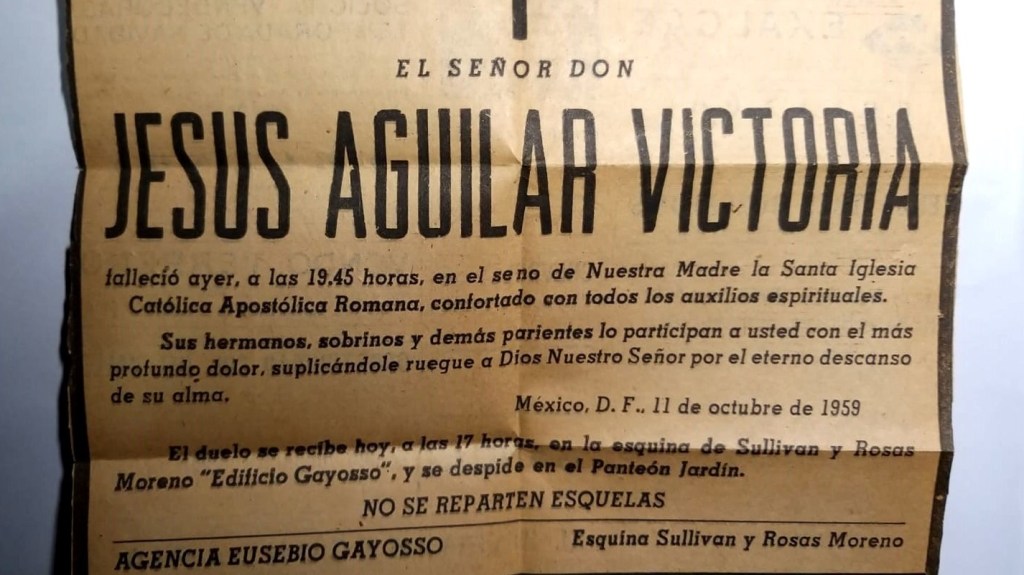 EL SEÑOR DON
JESUS AGUILAR VICTORIA
falleció ayer, a las 19.45 horas, en el seno de Nuestra Madre la Santa Iglesia
Católica Apostólica Romana, confortado con todos los auxilios espirituales.
Sus hermanos, sobrinos y demás parientes lo participan a usted con el más
profundo dolor, suplicándole ruegue a Dios Nuestro Señor por el eterno descanso
de su alma.
México, D. F., 11 de octubre de 1959
El duelo se recibe hoy, a las 17 horas, en la esquina de Sullivan y Rosas
Moreno "Edificio Gayosso", y se despide en el Panteón Jardín.
NO SE REPARTEN ESQUELAS
AGENCIA EUSEBIO GAYOSSO Esquina Sullivan y Rosas Moreno